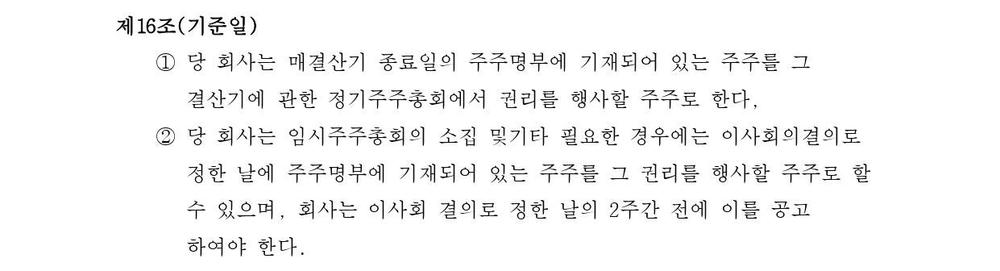 제16조(기준일)
① 당 회사는 매결산기 종료일의 주주명부에 기재되어 있는 주주를 그
결산기에 관한 정기주주총회에서 권리를 행사할 주주로 한다,
② 당 회사는 임시주주총회의 소집 및기타 필요한 경우에는 이사회의결의로
정한 날에 주주명부에 기재되어 있는 주주를 그 권리를 행사할 주주로 할
수 있으며, 회사는 이사회 결의로 정한 날의 2주간 전에 이를 공고
하여야 한다.